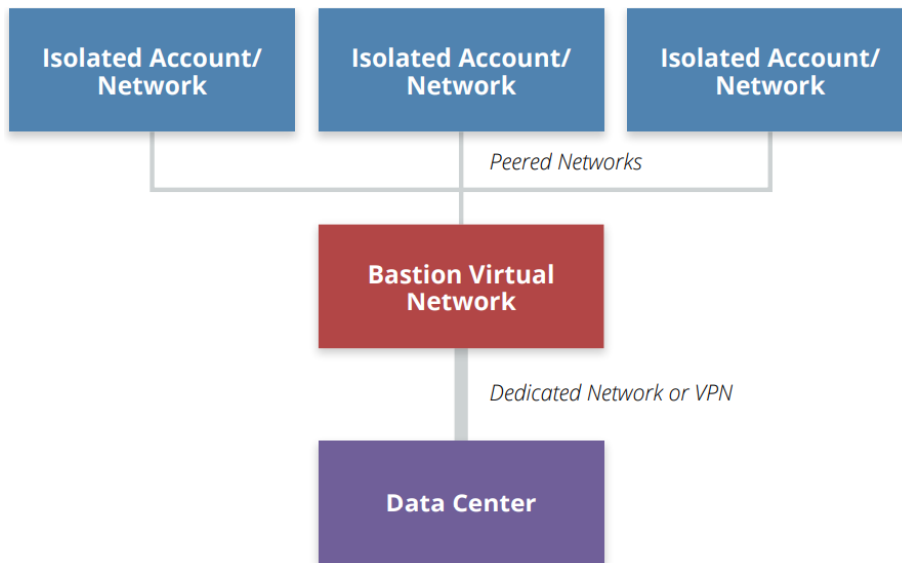 Isolated Account/
Network
Isolated Account/
Network
Isolated Account/
Network
Peered Networks
Bastion Virtual
Network
Dedicated Network or VPN
Data Center